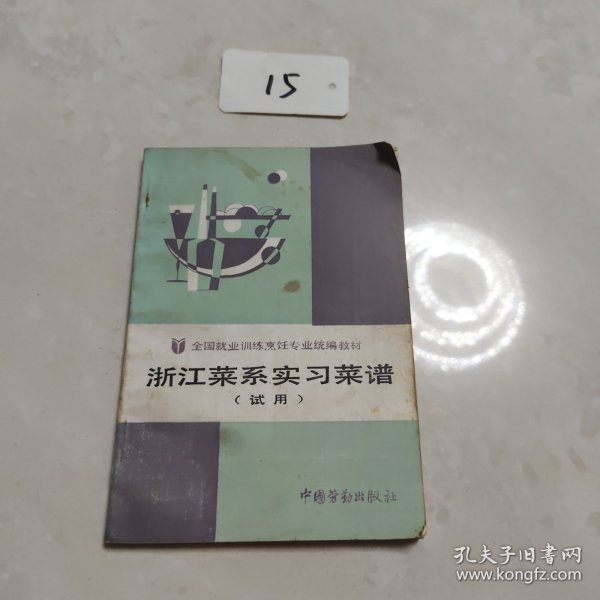 15
全国就业训练烹饪专业统编教材
浙江菜系实习菜谱
（试用）
中國劳动出版社
孔夫子旧书网
www.kongfz.com